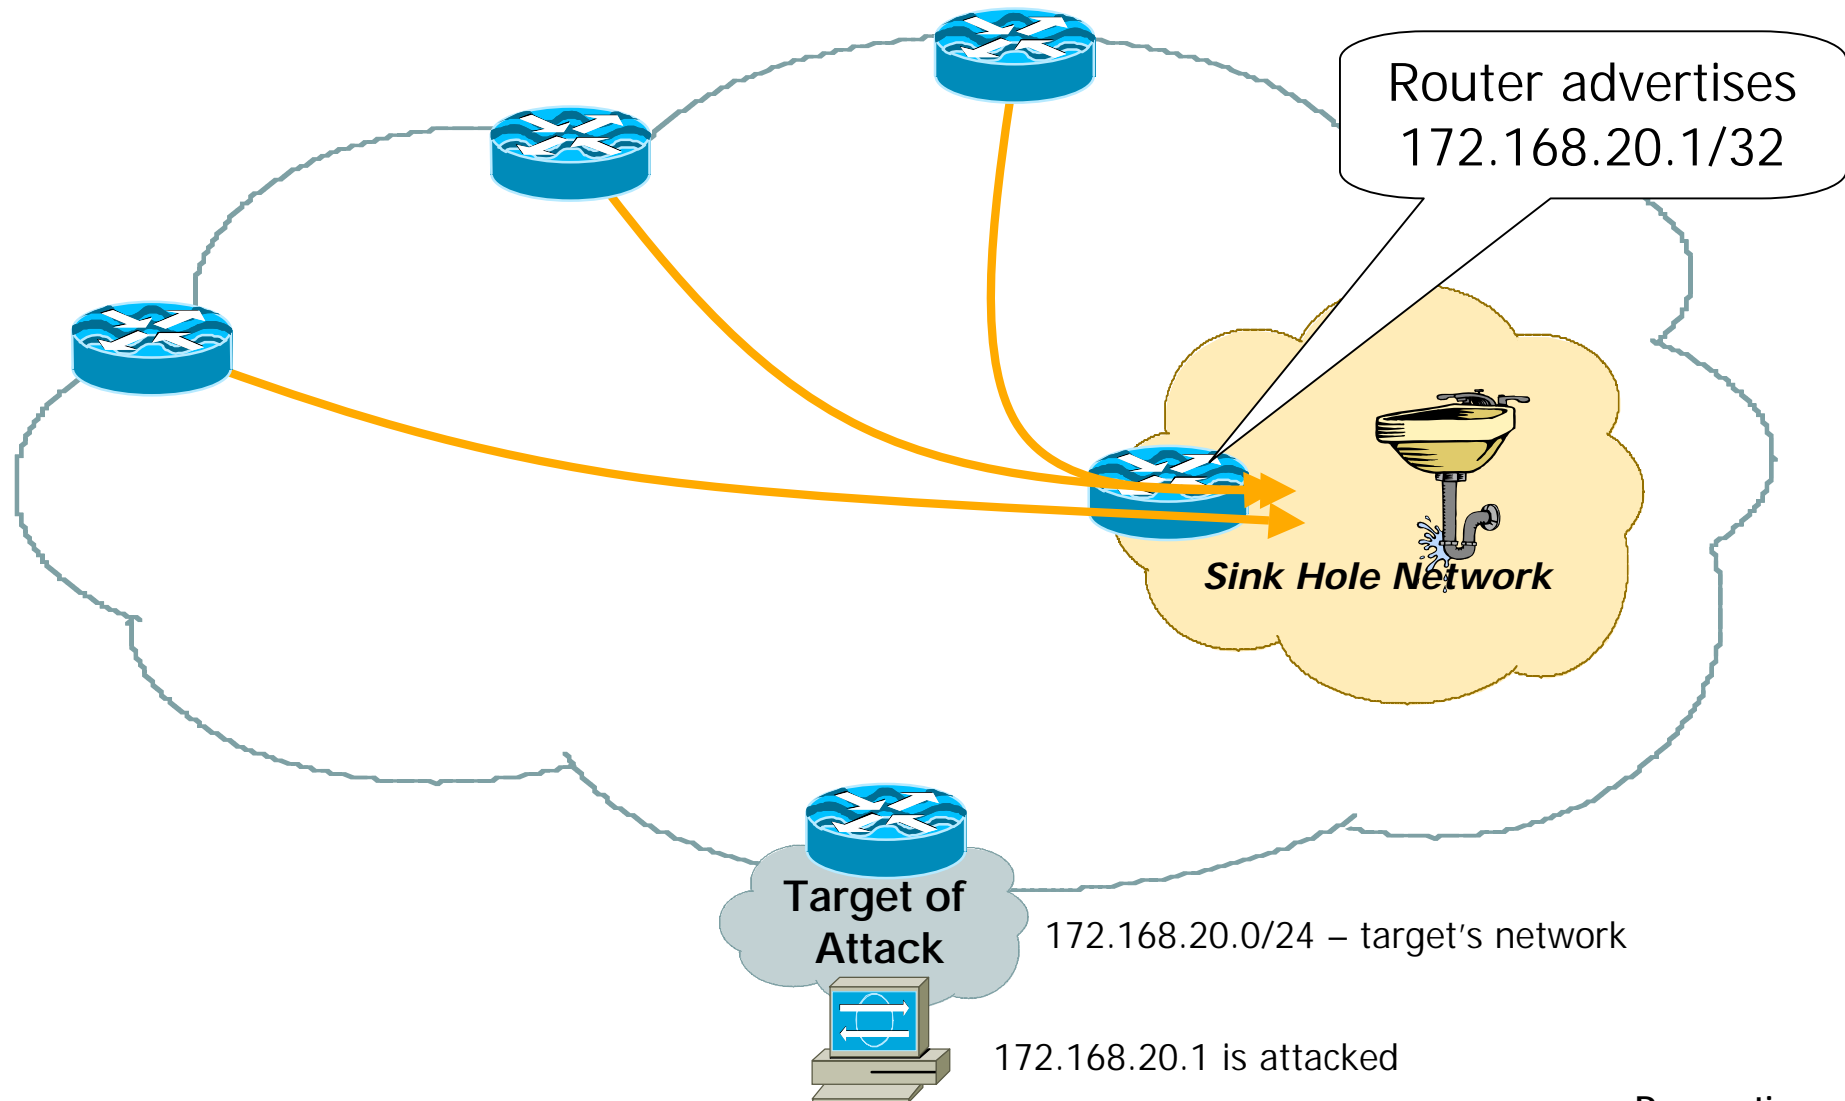 Router advertises
172.168.20.1/32
Sink Hole Network
Target of
Attack
172.168.20.0/24 – target's network
172.168.20.1 is attacked